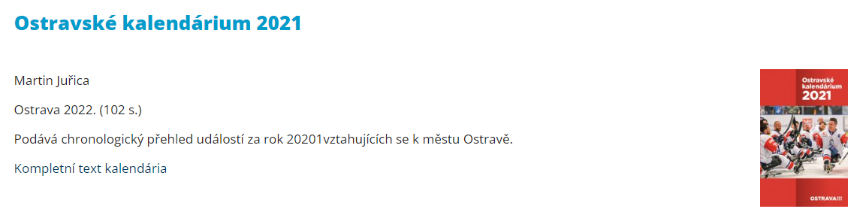 Ostravské kalendárium 2021
Martin Juřica
Ostrava 2022. (102 s.)
Podává chronologický přehled událostí za rok 20201vztahujících se k městu Ostravě.
Kompletní text kalendária
Ostravské
kalendárium
2021
OSTRAVA!!!